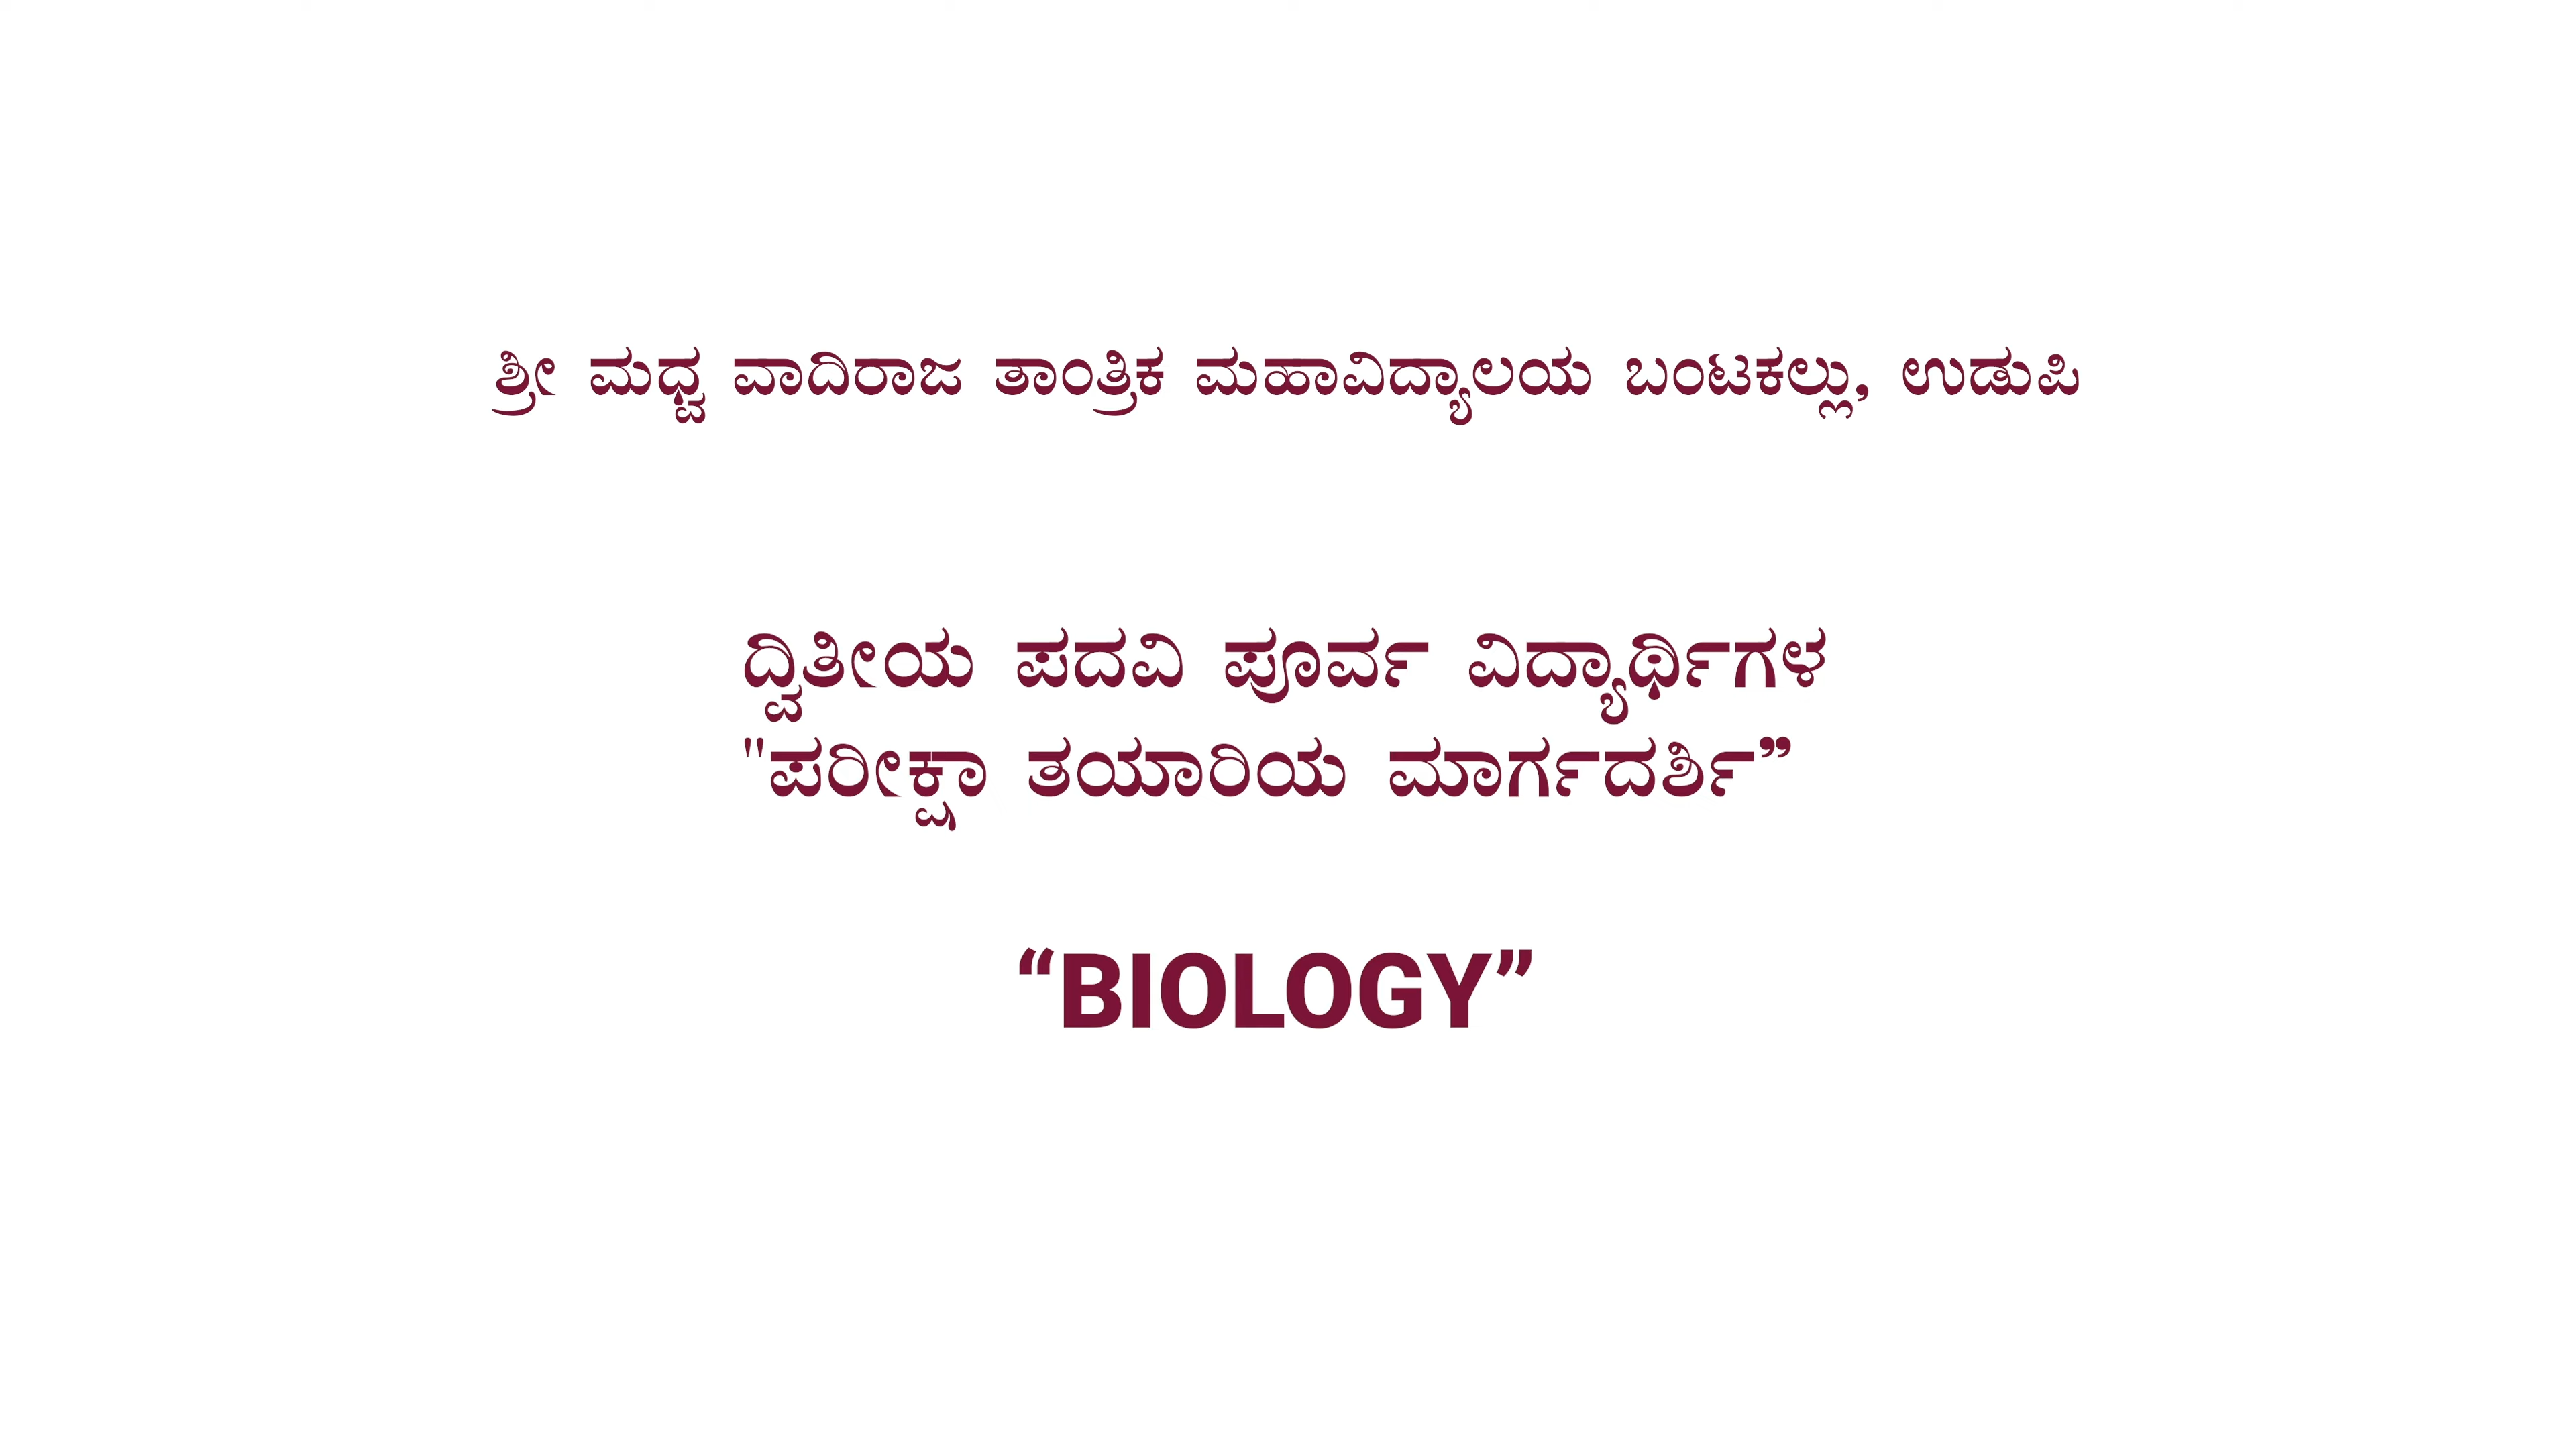 ಶ್ರೀ ಮಧ್ವ ವಾದಿರಾಜ ತಾಂತ್ರಿಕ ಮಹಾವಿದ್ಯಾಲಯ ಬಂಟಕಲ್ಲು, ಉಡುಪಿ
ದ್ವಿತೀಯ ಪದವಿ ಪೂರ್ವ ವಿದ್ಯಾರ್ಥಿಗಳ
"ಪರೀಕ್ಷಾ ತಯಾರಿಯ ಮಾರ್ಗದರ್ಶಿ”
“BIOLOGY”